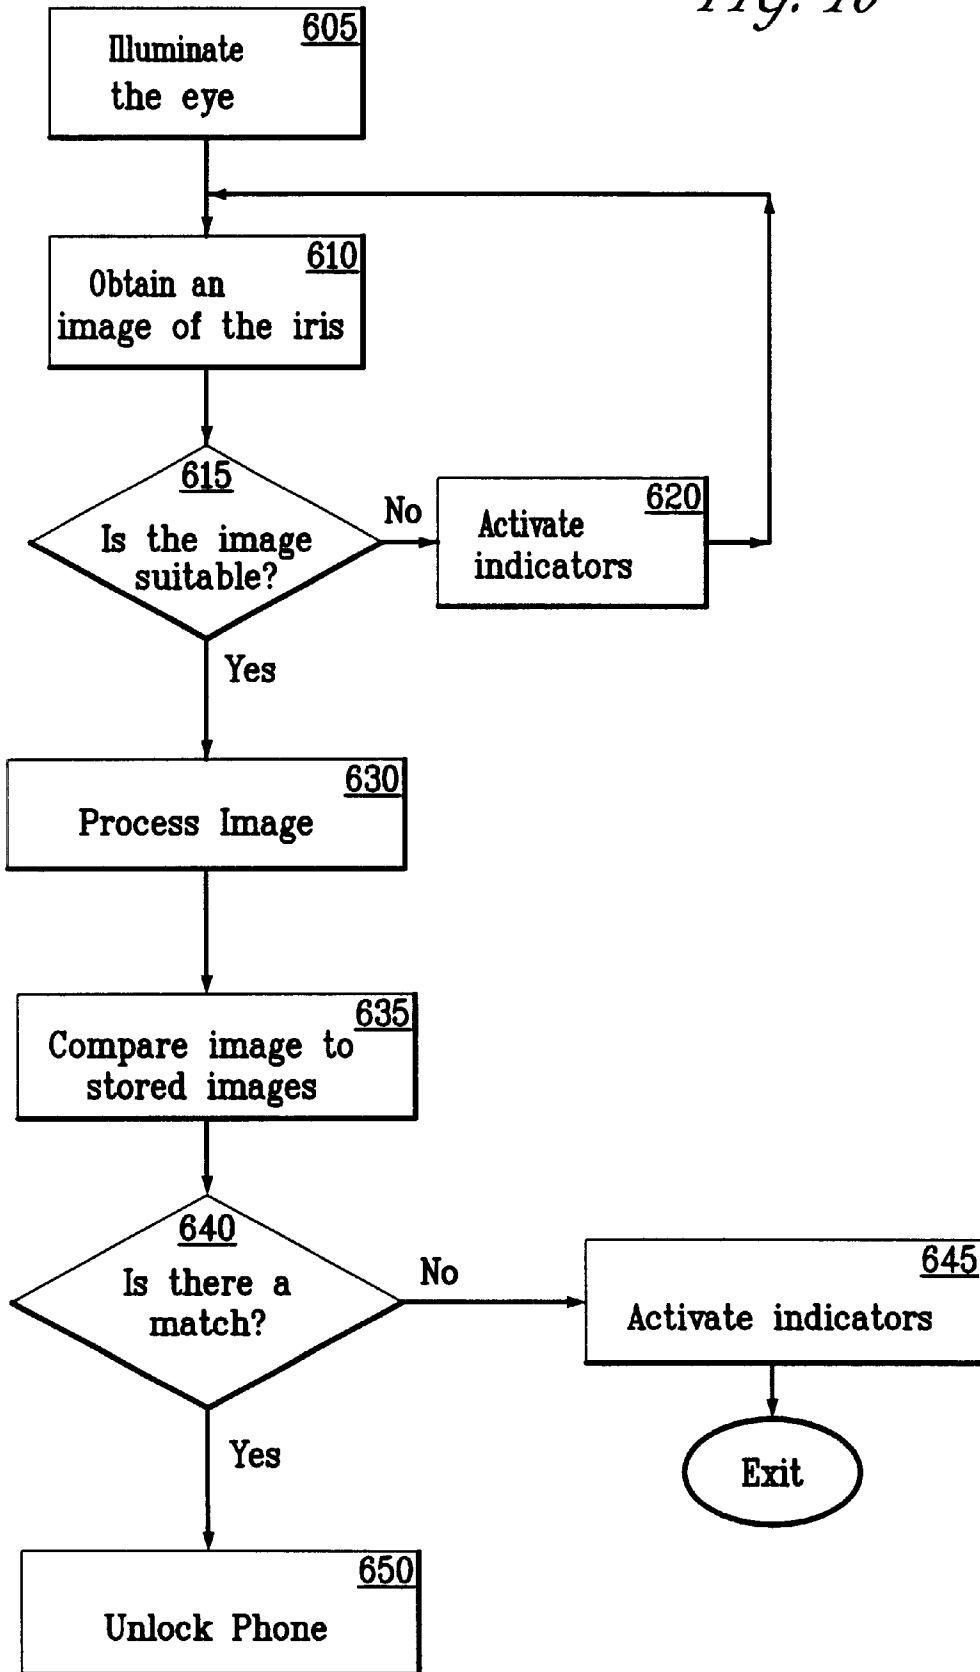 Fig. 10
605
Illuminate
the eye
610
Obtain an
image of the iris
615
Is the image
suitable?
No
620
Activate
indicators
Yes
630
Process Image
635
Compare image to
stored images
640
Is there a
match?
No
645
Activate indicators
Yes
Exit
650
Unlock Phone